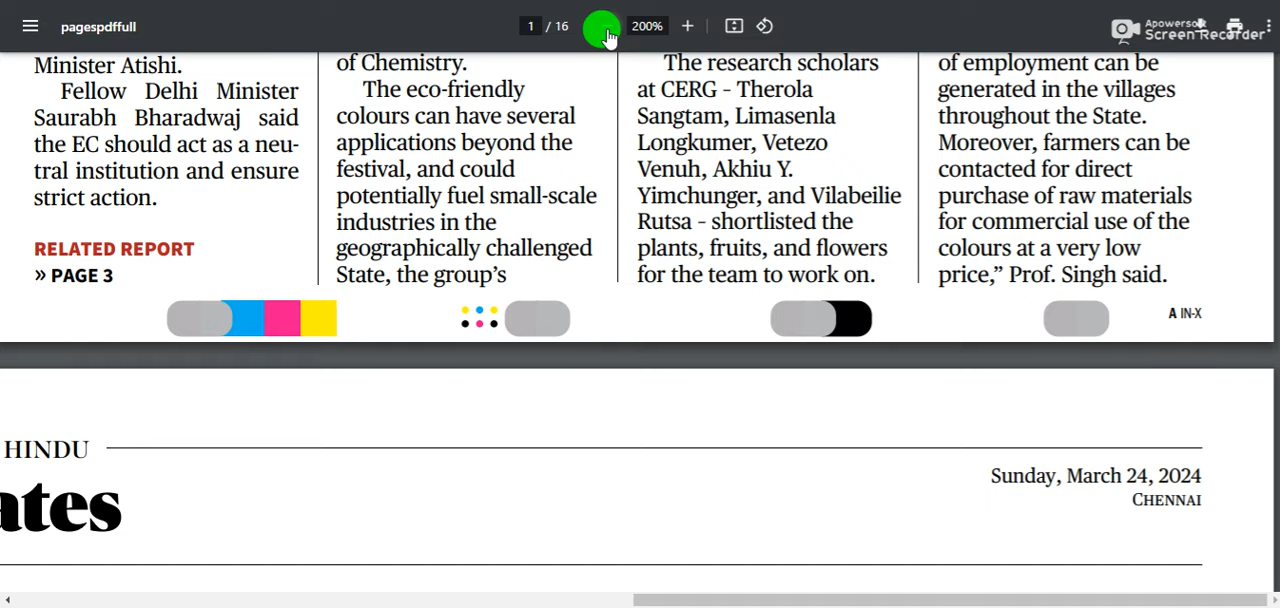 pagespdffull
1 / 16
200%
Apowersoft
Screen Recorder
Minister Atishi.
Fellow Delhi Minister
Saurabh Bharadwaj said
the EC should act as a neu-
tral institution and ensure
strict action.
RELATED REPORT
» PAGE 3
of Chemistry.
The eco-friendly
colours can have several
applications beyond the
festival, and could
potentially fuel small-scale
industries in the
geographically challenged
State, the group’s
The research scholars
at CERG – Therola
Sangtam, Limasenla
Longkumer, Vetezo
Venuh, Akhiu Y.
Yimchunger, and Vilabeilie
Rutsa – shortlisted the
plants, fruits, and flowers
for the team to work on.
of employment can be
generated in the villages
throughout the State.
Moreover, farmers can be
contacted for direct
purchase of raw materials
for commercial use of the
colours at a very low
price,” Prof. Singh said.
A IN-X
HINDU
ates
Sunday, March 24, 2024
CHENNAI